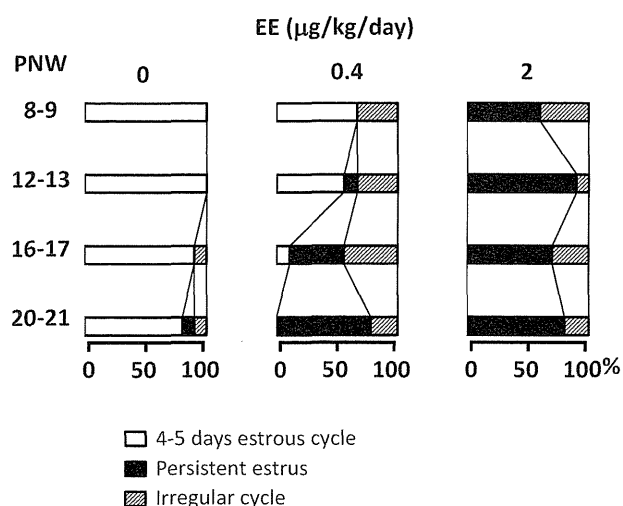 EE (µg/kg/day)
PNW 0 0.4 2
8-9
12-13
16-17
20-21
0 50 100 0 50 100 0 50 100%
4-5 days estrous cycle
Persistent estrus
Irregular cycle